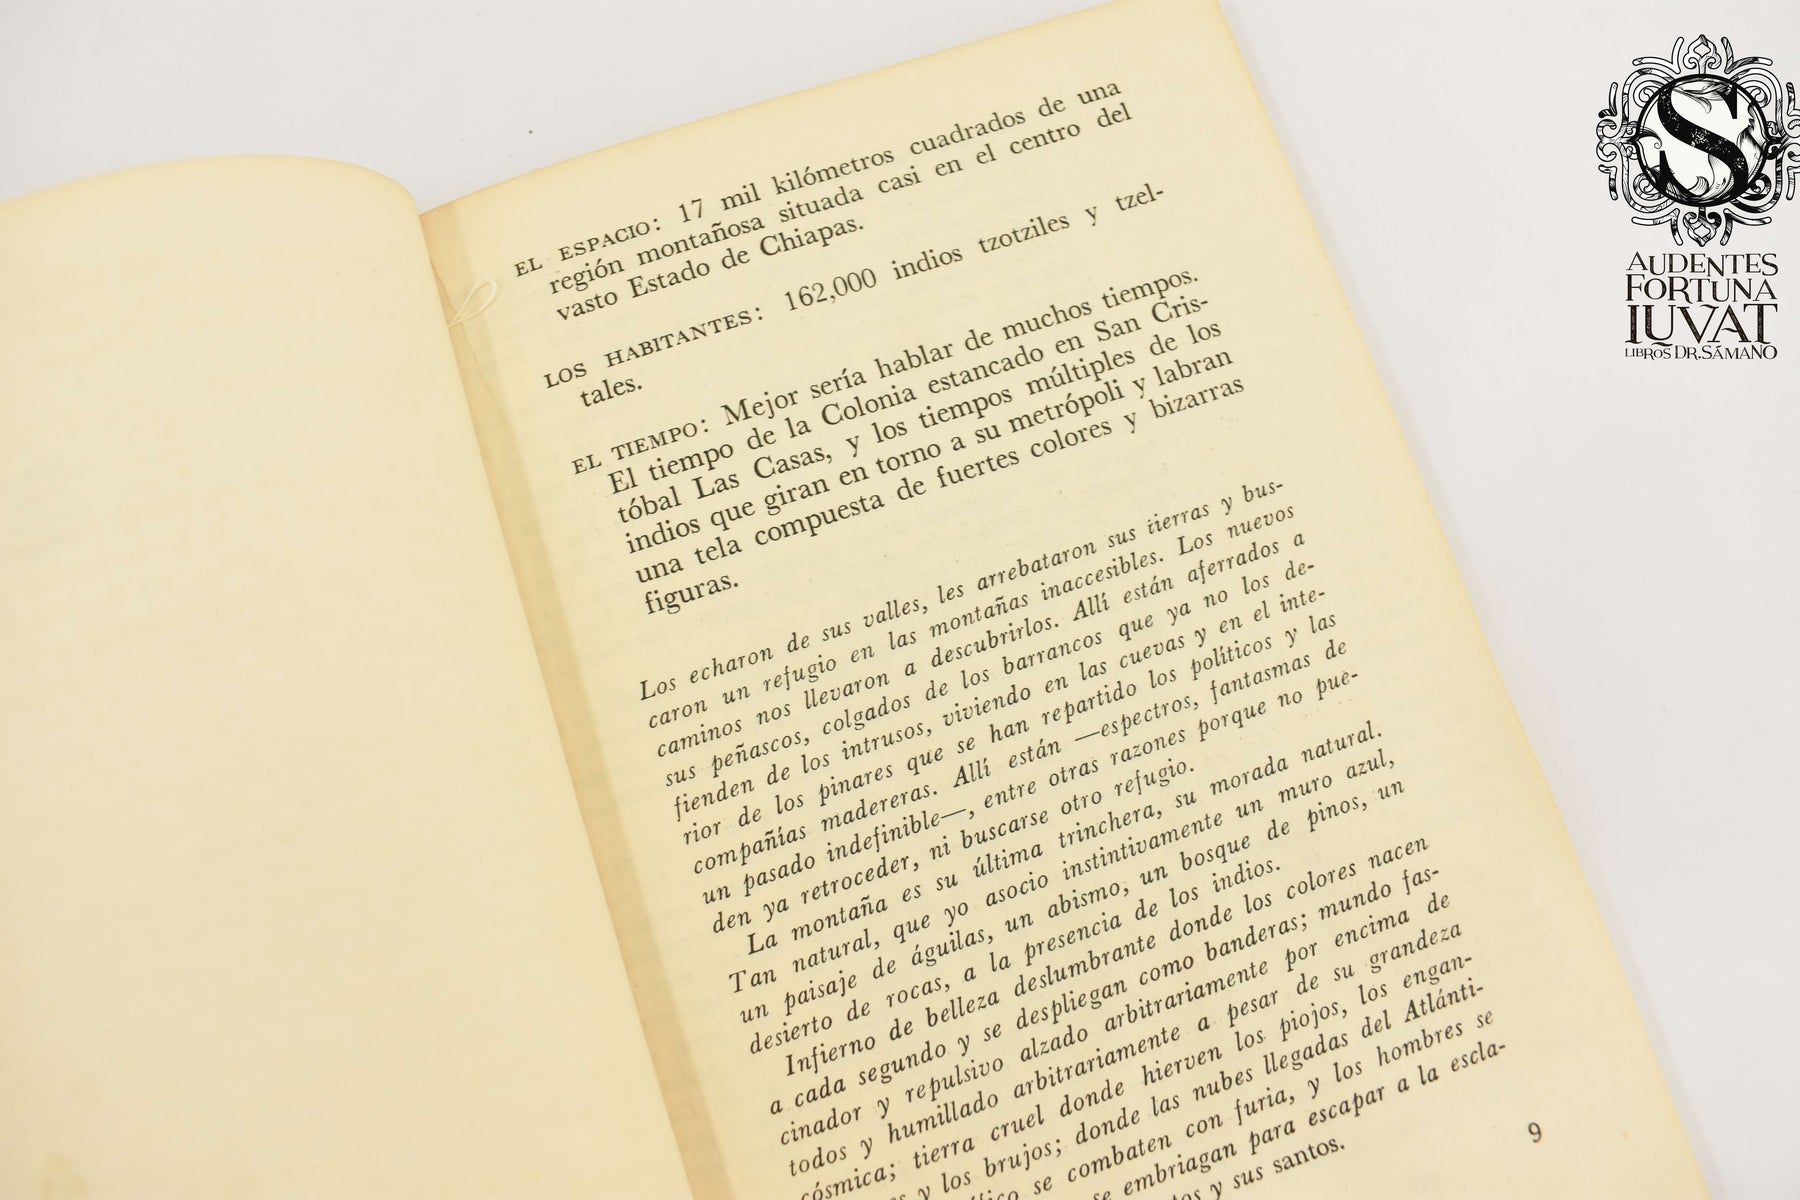 EL ESPACIO: 17 mil kilómetros cuadrados de una
región montañosa situada casi en el centro del
vasto Estado de Chiapas.
LOS HABITANTES: 162,000 indios tzotziles y tzel-
tales.
EL TIEMPO: Mejor sería hablar de muchos tiempos.
El tiempo de la Colonia estancado en San Cris-
tóbal Las Casas, y los tiempos múltiples de los
indios que giran en torno a su metrópoli y labran
una tela compuesta de fuertes colores y bizarras
figuras.
Los echaron de sus valles, les arrebataron sus tierras y bus-
caron un refugio en las montañas inaccesibles. Los nuevos
caminos nos llevaron a descubrirlos. Allí están aferrados a
sus peñascos, colgados de los barrancos que ya no los de-
fienden de los intrusos, viviendo en las cuevas y en el inte-
rior de los pinares que se han repartido los políticos y las
compañías madereras. Allí están —espectros, fantasmas de
un pasado indefinible—, entre otras razones porque no pue-
den ya retroceder, ni buscarse otro refugio.
La montaña es su última trinchera, su morada natural.
Tan natural, que yo asocio instintivamente un muro azul,
un paisaje de águilas, un abismo, un bosque de pinos, un
desierto de rocas, a la presencia de los indios.
Infierno de belleza deslumbrante donde los colores nacen
a cada segundo y se despliegan como banderas; mundo fas-
cinador y repulsivo alzado arbitrariamente por encima de
todos y humillado arbitrariamente a pesar de su grandeza
cósmica; tierra cruel donde hierven los piojos, los engan-
y los brujos; donde las nubes llegadas del Atlánti-
se combaten con furia, y los hombres se
se embriagan para escapar a la escla-
y sus santos.
9
AUDENTES
FORTUNA
IUVAT
LIBROS DR. SÁMANO